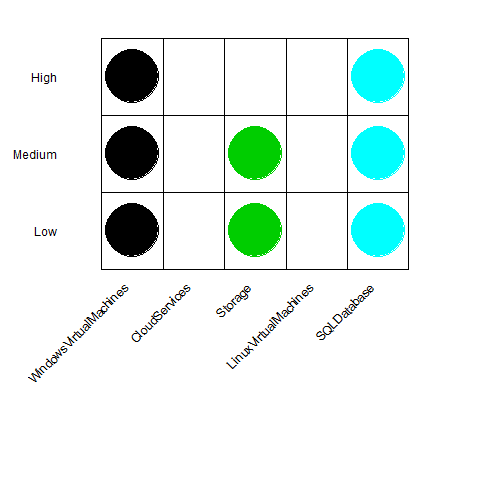 High
Medium
Low
WindowsVirtualMachines
CloudServices
Storage
LinuxVirtualMachines
SQLDatabase